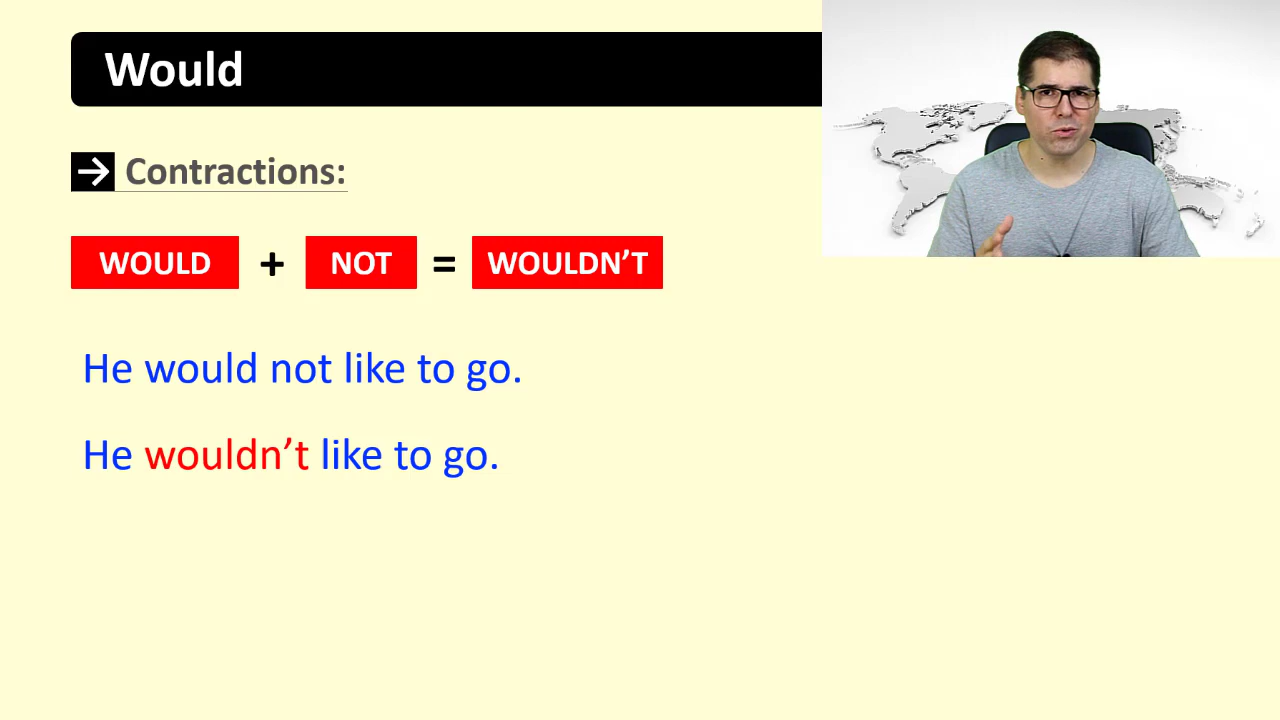 Would
→ Contractions:
WOULD + NOT = WOULDN’T
He would not like to go.
He wouldn’t like to go.